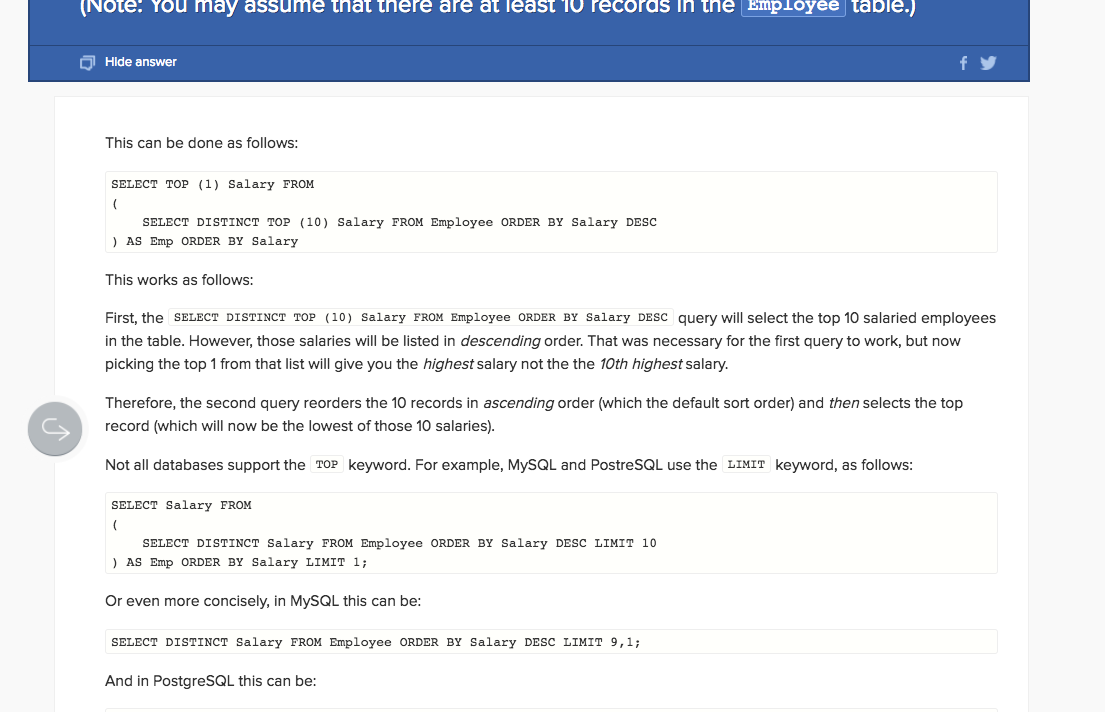 (Note: You may assume that there are at least 10 records in the Employee table.)
Hide answer
This can be done as follows:
SELECT TOP (1) Salary FROM
(
    SELECT DISTINCT TOP (10) Salary FROM Employee ORDER BY Salary DESC
) AS Emp ORDER BY Salary
This works as follows:
First, the SELECT DISTINCT TOP (10) Salary FROM Employee ORDER BY Salary DESC query will select the top 10 salaried employees
in the table. However, those salaries will be listed in descending order. That was necessary for the first query to work, but now
picking the top 1 from that list will give you the highest salary not the the 10th highest salary.
Therefore, the second query reorders the 10 records in ascending order (which the default sort order) and then selects the top
record (which will now be the lowest of those 10 salaries).
Not all databases support the TOP keyword. For example, MySQL and PostreSQL use the LIMIT keyword, as follows:
SELECT Salary FROM
(
    SELECT DISTINCT Salary FROM Employee ORDER BY Salary DESC LIMIT 10
) AS Emp ORDER BY Salary LIMIT 1;
Or even more concisely, in MySQL this can be:
SELECT DISTINCT Salary FROM Employee ORDER BY Salary DESC LIMIT 9,1;
And in PostgreSQL this can be: